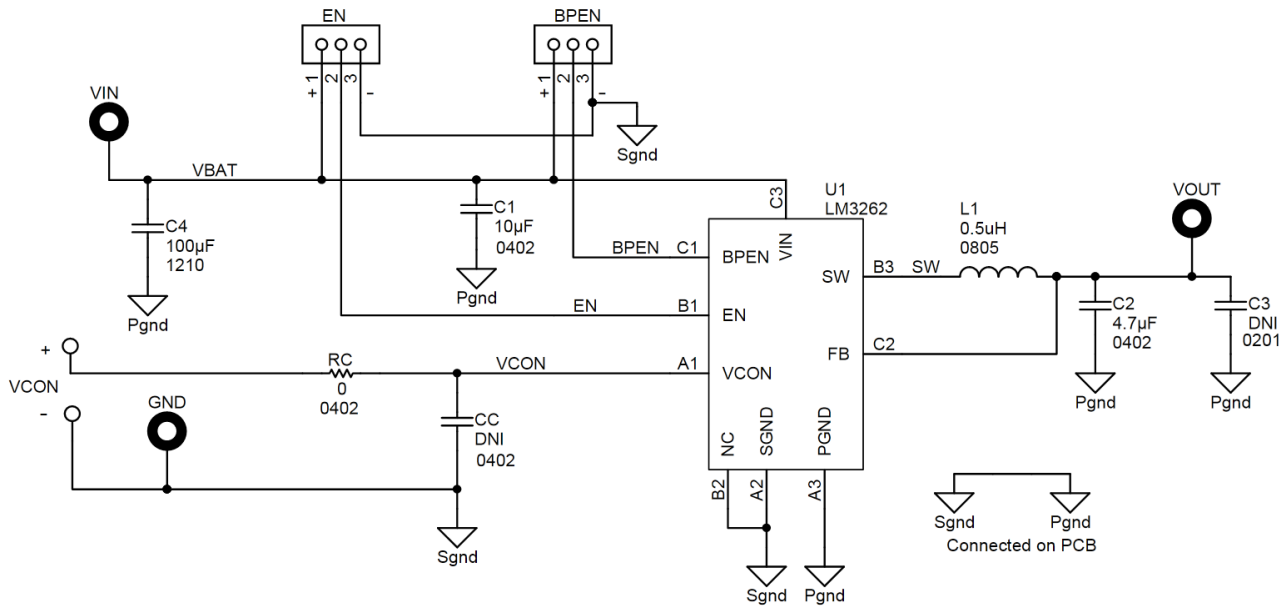 EN
BPEN
+ 1
2
3
-
+ 1
2
3
-
VIN
Sgnd
VBAT
C4
100µF
1210
Pgnd
C1
10µF
0402
Pgnd
U1
LM3262
C3
VIN
BPEN C1 BPEN
EN B1 EN
VCON A1 VCON
SW B3 SW
FB C2
NC
SGND
PGND
B2
A2
A3
Sgnd
Pgnd
L1
0.5uH
0805
VOUT
C2
4.7µF
0402
Pgnd
C3
DNI
0201
Pgnd
+
VCON
-
RC
0
0402
GND
CC
DNI
0402
Sgnd
Sgnd
Pgnd
Connected on PCB